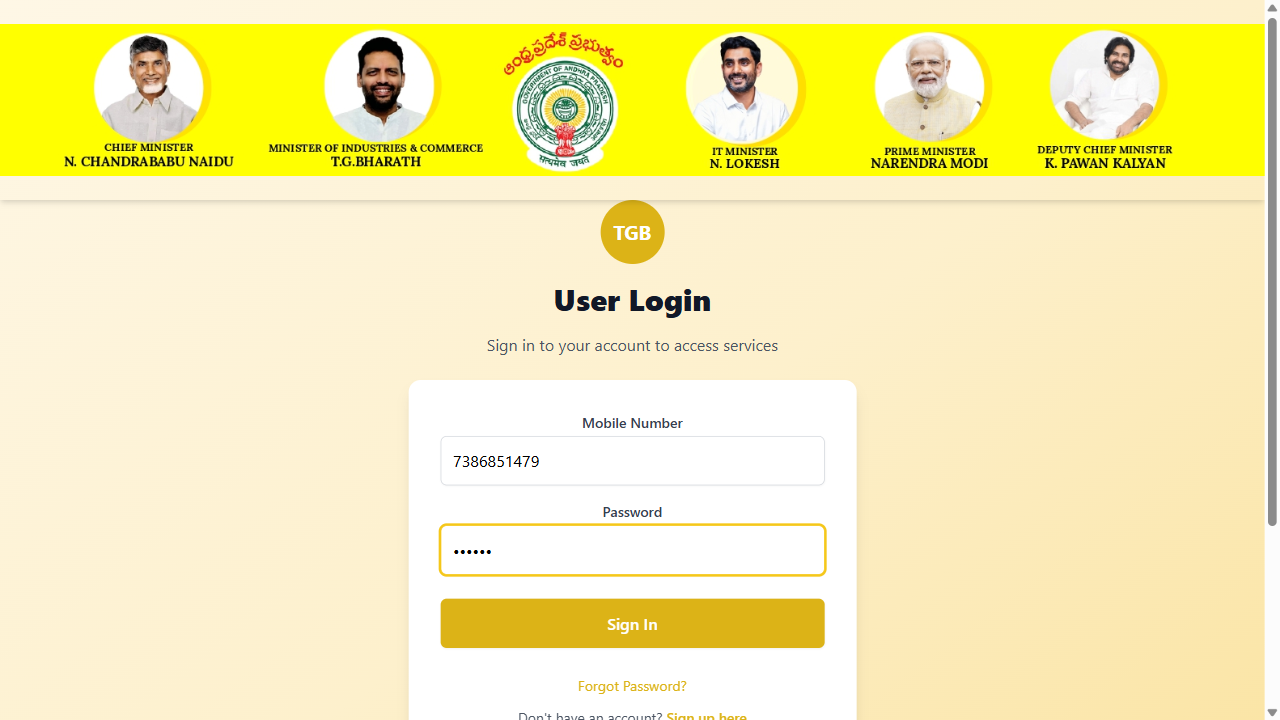 ఆంధ్రప్రదేశ్ ప్రభుత్వం
GOVERNMENT OF ANDHRA PRADESH
सत्यमेव जयते
CHIEF MINISTER
N. CHANDRABABU NAIDU
MINISTER OF INDUSTRIES & COMMERCE
T.G.BHARATH
IT MINISTER
N. LOKESH
PRIME MINISTER
NARENDRA MODI
DEPUTY CHIEF MINISTER
K. PAWAN KALYAN
TGB
User Login
Sign in to your account to access services
Mobile Number
7386851479
Password
••••••
Sign In
Forgot Password?
Don't have an account? Sign up here